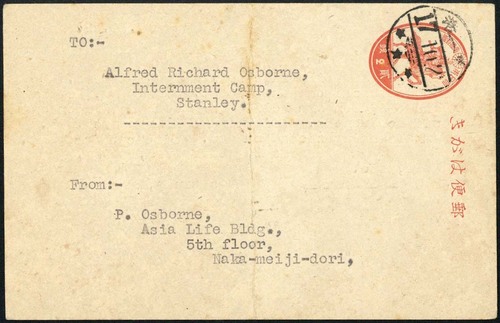 TO:-
Alfred Richard Osborne,
Internment Camp,
Stanley.
-----------------------
From:-
P. Osborne,
Asia Life Bldg.,
5th floor,
Naka-meiji-dori,
きがは便郵